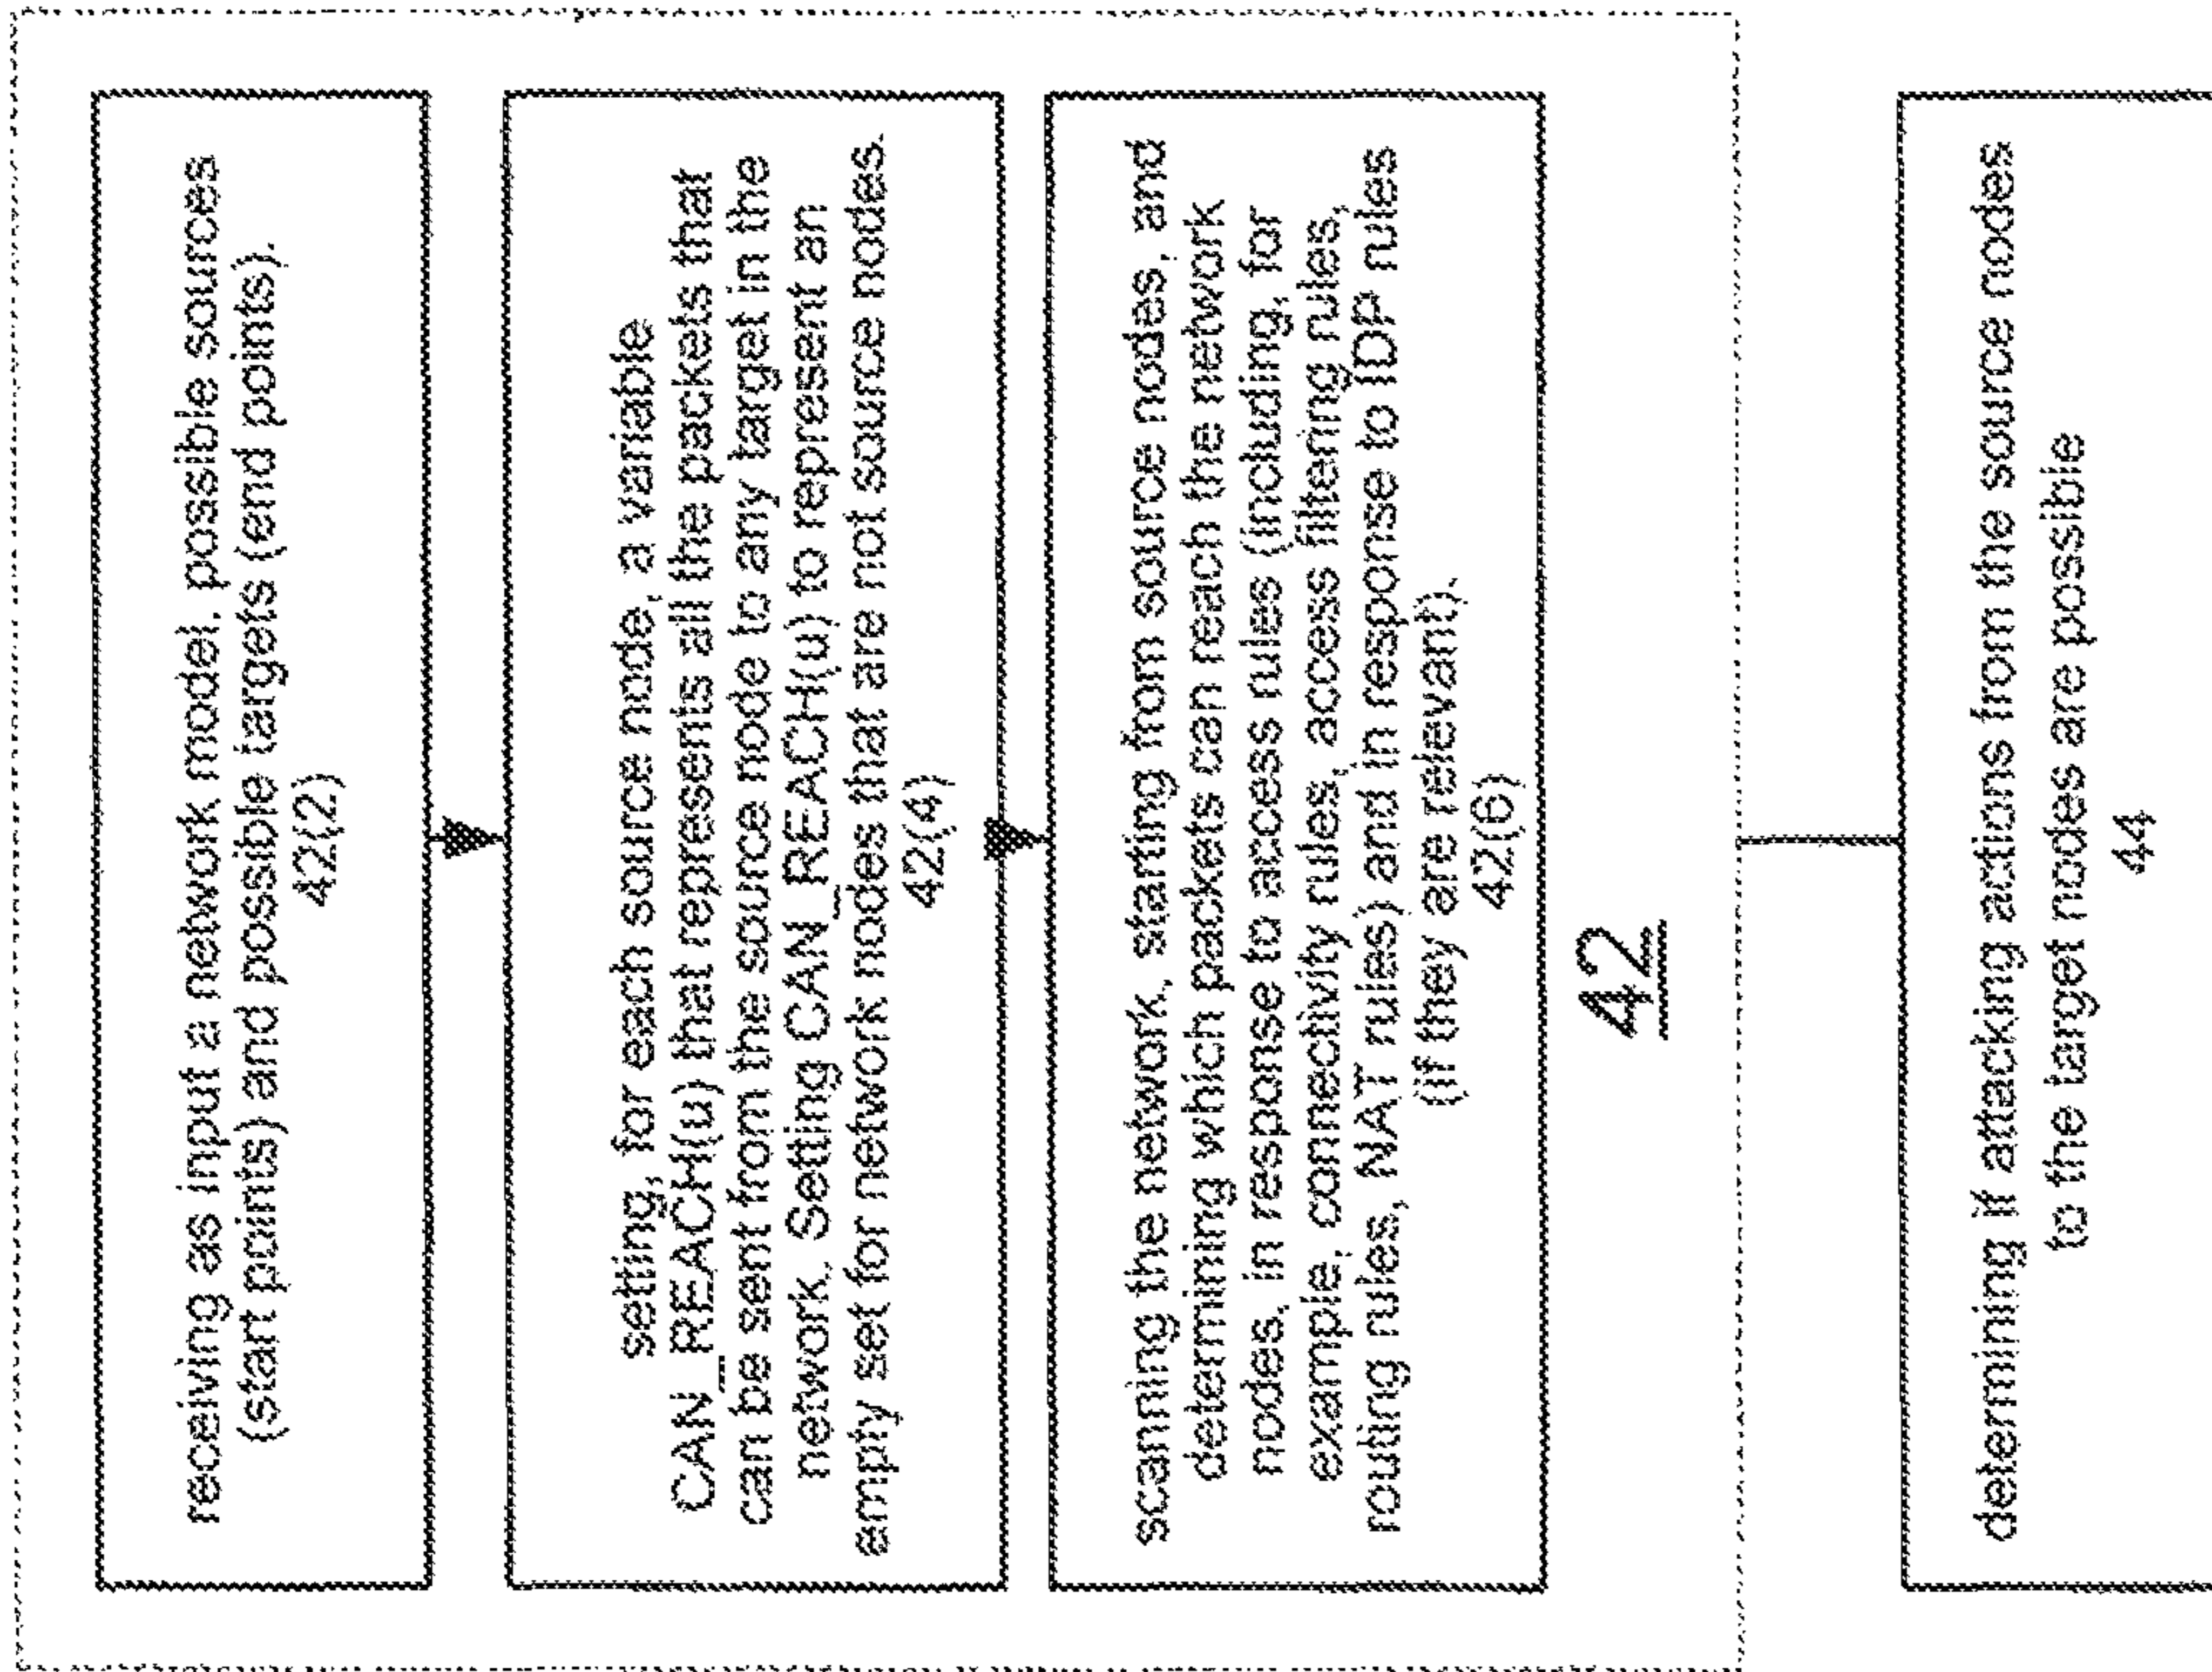 receiving as input a network model, possible sources
(start points) and possible targets (end points).
42(2)
setting, for each source node, a variable
CAN_REACH(u) that represents all the packets that
can be sent from the source node to any target in the
network. Setting CAN_REACH(u) to represent an
empty set for network nodes that are not source nodes.
42(4)
scanning the network, starting from source nodes, and
determining which packets can reach the network
nodes, in response to access rules (including, for
example, connectivity rules, access filtering rules,
routing rules, NAT rules) and in response to IDP rules
(if they are relevant).
42(6)
42
determining if attacking actions from the source nodes
to the target nodes are possible
44